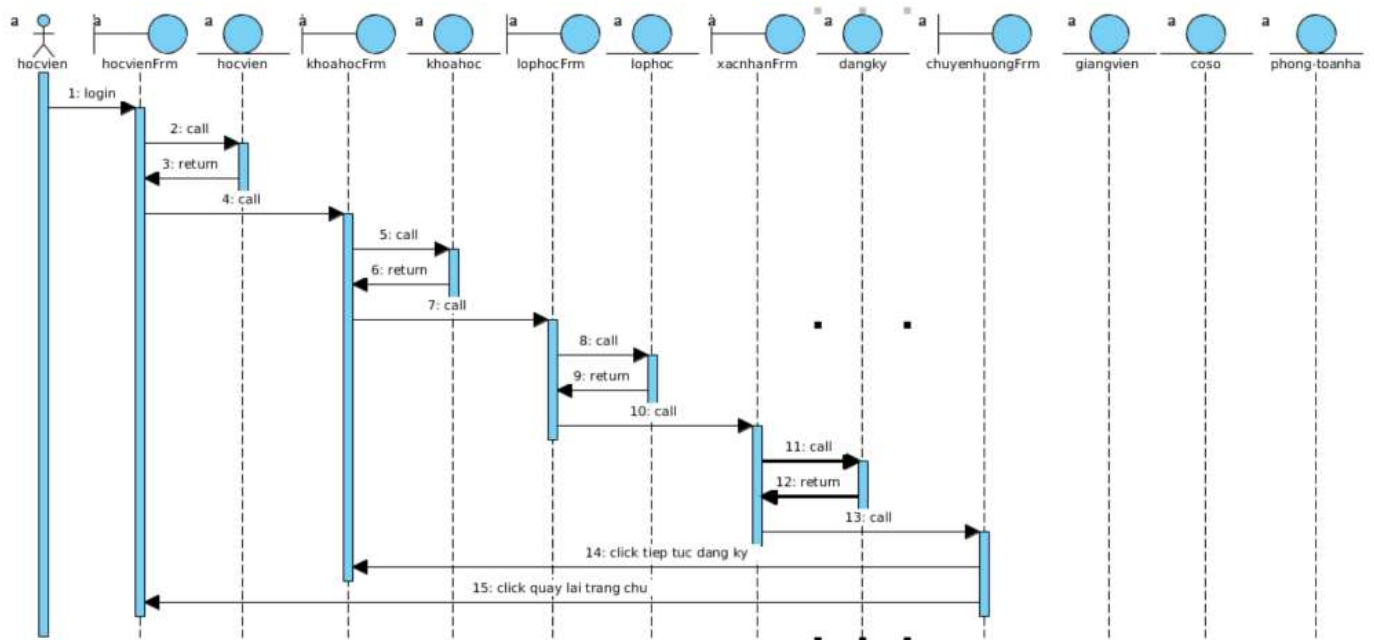 a a a a a a a a a a a a a
hocvien hocvienFrm hocvien khoahocFrm khoahoc lophocFrm lophoc xacnhanFrm dangky chuyenhuongFrm giangvien coso phong-toanha
1: login
2: call
3: return
4: call
5: call
6: return
7: call
8: call
9: return
10: call
11: call
12: return
13: call
14: click tiep tuc dang ky
15: click quay lai trang chu